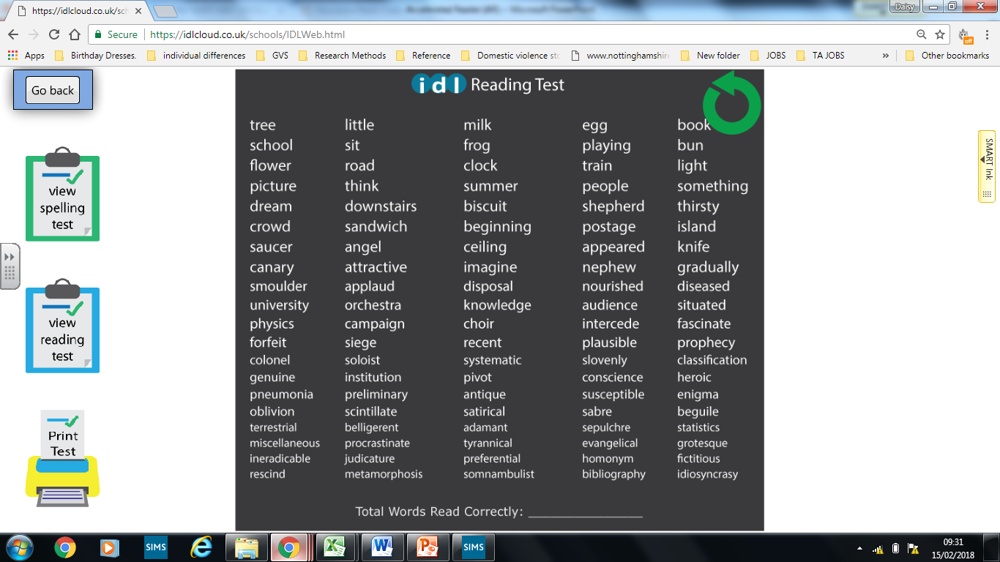 https://idlcloud.co.uk/sch
Daisy
Secure https://idlcloud.co.uk/schools/IDLWeb.html
off
Apps Birthday Dresses. individual differences GVS Research Methods Reference Domestic violence sto www.nottinghamshire New folder JOBS TA JOBS » Other bookmarks
Go back
idl Reading Test
tree little milk egg book
school sit frog playing bun
flower road clock train light
picture think summer people something
dream downstairs biscuit shepherd thirsty
crowd sandwich beginning postage island
saucer angel ceiling appeared knife
canary attractive imagine nephew gradually
smoulder applaud disposal nourished diseased
university orchestra knowledge audience situated
physics campaign choir intercede fascinate
forfeit siege recent plausible prophecy
colonel soloist systematic slovenly classification
genuine institution pivot conscience heroic
pneumonia preliminary antique susceptible enigma
oblivion scintillate satirical sabre beguile
terrestrial belligerent adamant sepulchre statistics
miscellaneous procrastinate tyrannical evangelical grotesque
ineradicable judicature preferential homonym fictitious
rescind metamorphosis somnambulist bibliography idiosyncrasy
Total Words Read Correctly: ________________
view
spelling
test
view
reading
test
Print
Test
SMART Ink
SIMS
SIMS
09:31
15/02/2018